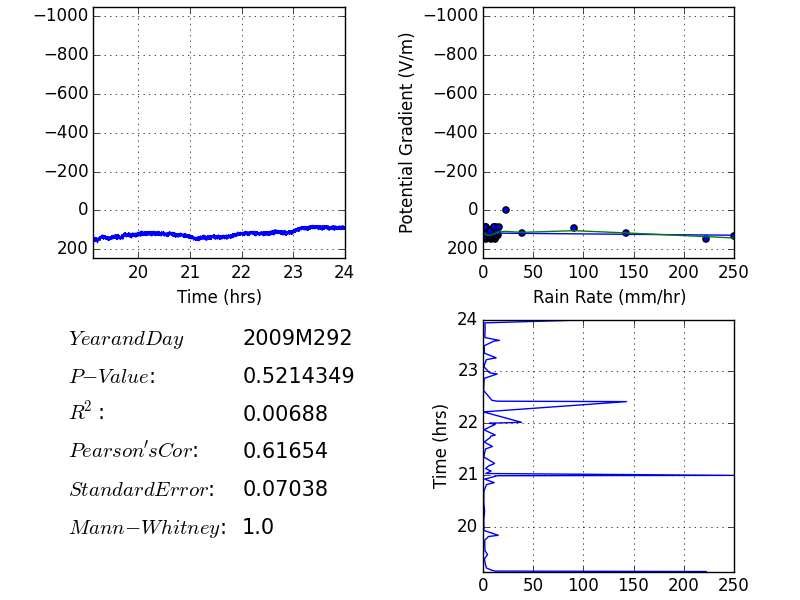 −1000
−800
−600
−400
−200
0
200
20 21 22 23 24
Time (hrs)
Potential Gradient (V/m)
−1000
−800
−600
−400
−200
0
200
0 50 100 150 200 250
Rain Rate (mm/hr)
YearandDay 2009M292
P−Value: 0.5214349
R²: 0.00688
Pearson'sCor: 0.61654
StandardError: 0.07038
Mann−Whitney: 1.0
Time (hrs)
24
23
22
21
20
0 50 100 150 200 250